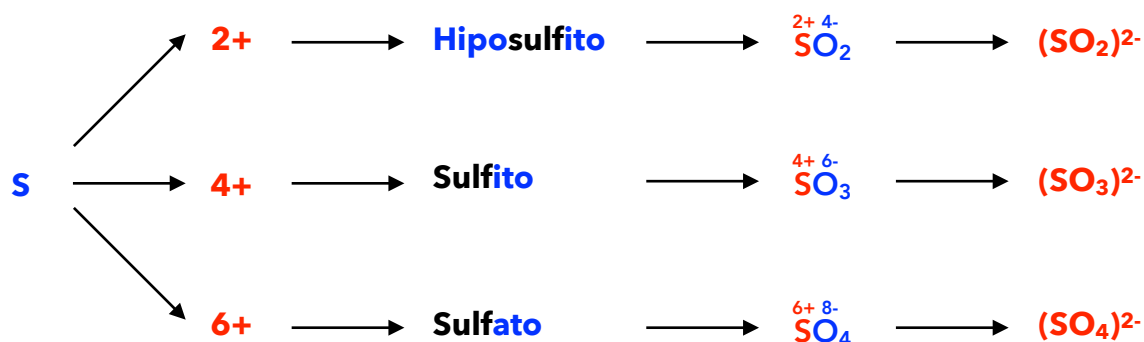 2+ Hiposulfito 2+ 4- SO₂ (SO₂)²⁻
S 4+ Sulfito 4+ 6- SO₃ (SO₃)²⁻
6+ Sulfato 6+ 8- SO₄ (SO₄)²⁻